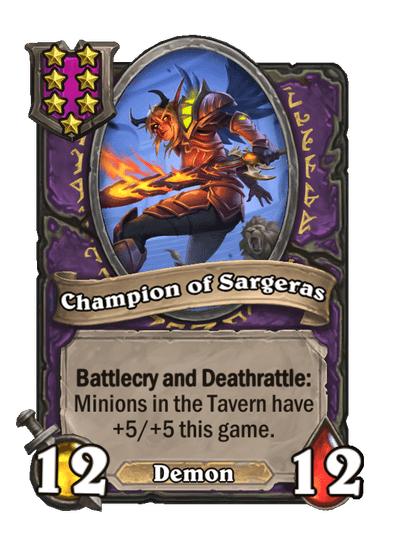 Champion of Sargeras
Battlecry and Deathrattle:
Minions in the Tavern have
+5/+5 this game.
12
Demon
12